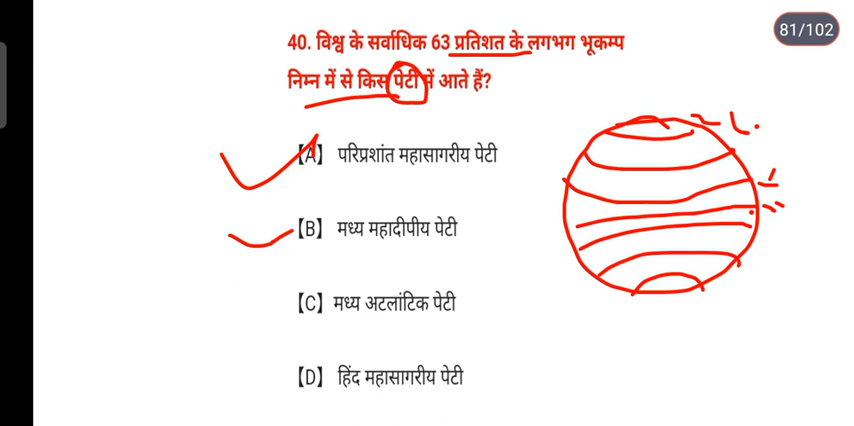 81/102
40. विश्व के सर्वाधिक 63 प्रतिशत के लगभग भूकम्प
निम्न में से किस पेटी में आते हैं?
【A】 परिप्रशांत महासागरीय पेटी
【B】 मध्य महाद्वीपीय पेटी
【C】 मध्य अटलांटिक पेटी
【D】 हिंद महासागरीय पेटी